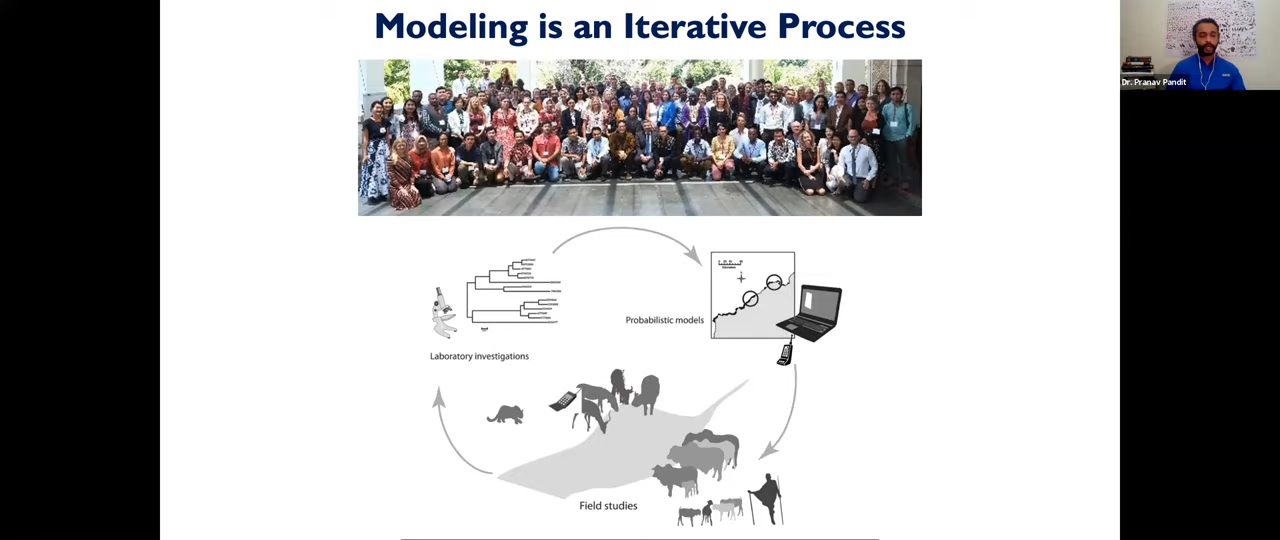 Modeling is an Iterative Process
Dr. Pranav Pandit
Probabilistic models
Laboratory investigations
Field studies